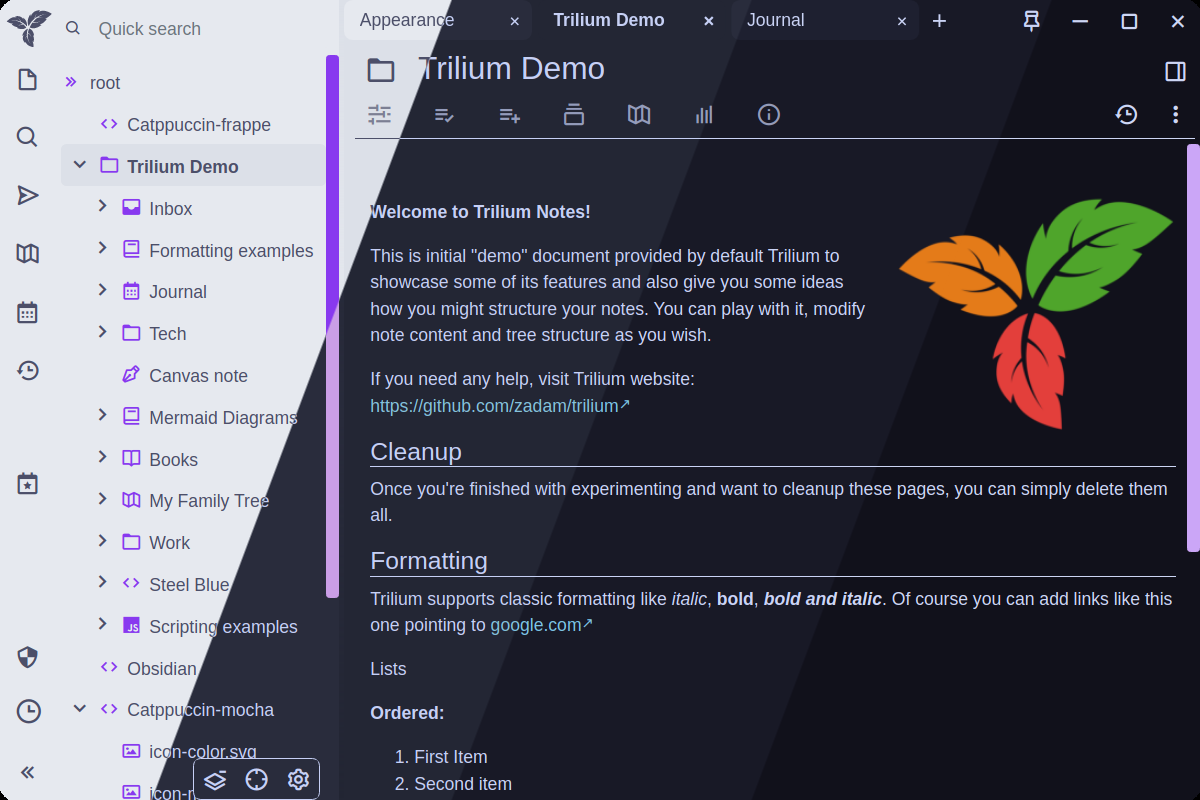 Quick search
root
Catppuccin-frappe
Trilium Demo
Inbox
Formatting examples
Journal
Tech
Canvas note
Mermaid Diagrams
Books
My Family Tree
Work
Steel Blue
Scripting examples
Obsidian
Catppuccin-mocha
icon-color.svg
Appearance
Trilium Demo
Journal
Trilium Demo
Welcome to Trilium Notes!
This is initial "demo" document provided by default Trilium to
showcase some of its features and also give you some ideas
how you might structure your notes. You can play with it, modify
note content and tree structure as you wish.
If you need any help, visit Trilium website:
https://github.com/zadam/trilium
Cleanup
Once you're finished with experimenting and want to cleanup these pages, you can simply delete them
all.
Formatting
Trilium supports classic formatting like italic, bold, bold and italic. Of course you can add links like this
one pointing to google.com
Lists
Ordered:
1. First Item
2. Second item